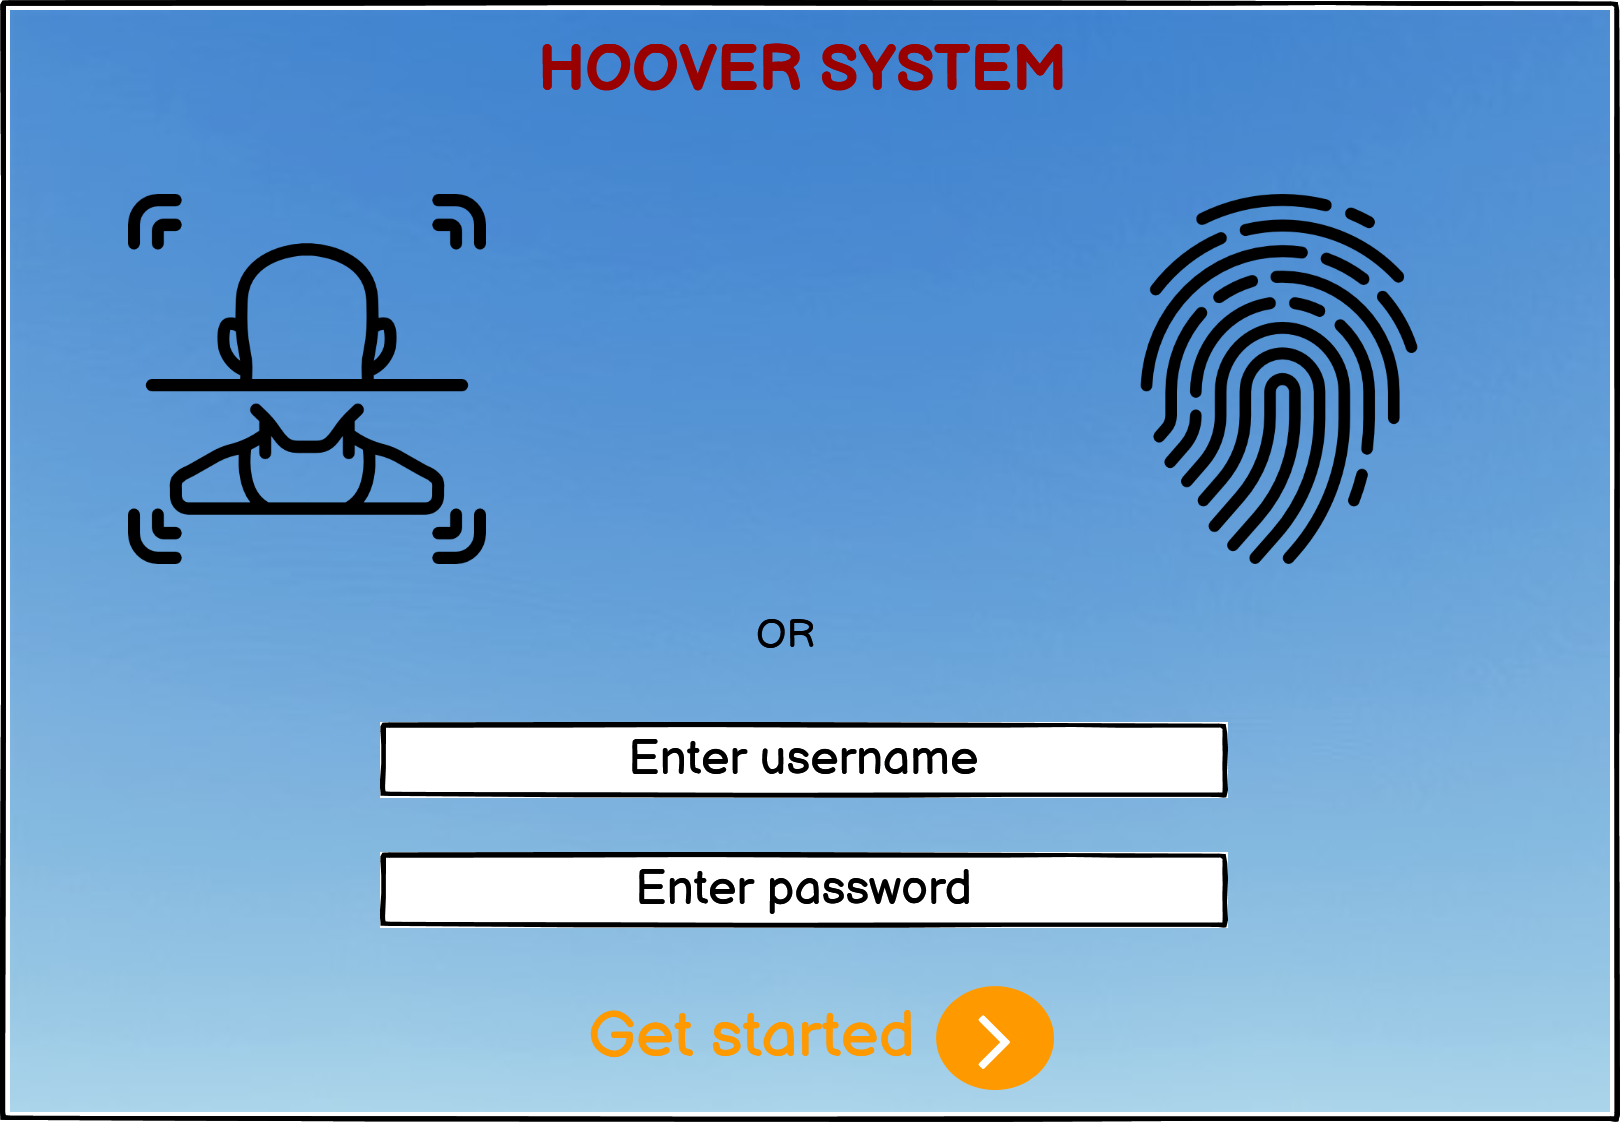 HOOVER SYSTEM
OR
Enter username
Enter password
Get started